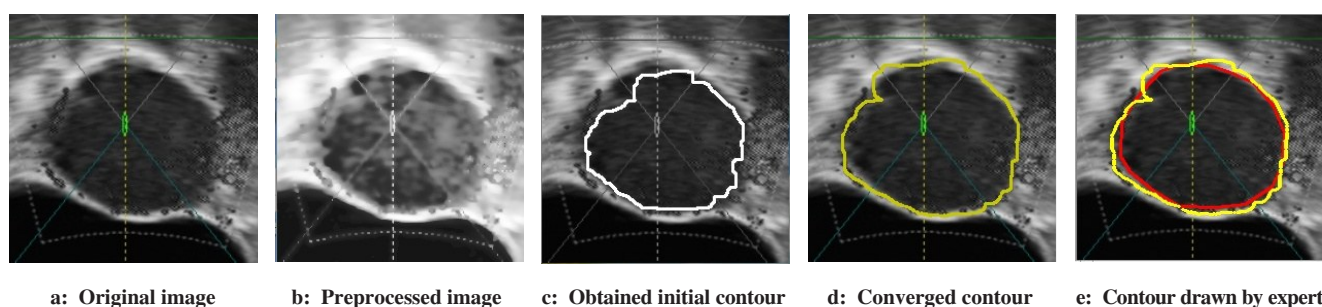 a: Original image
b: Preprocessed image
c: Obtained initial contour
d: Converged contour
e: Contour drawn by expert